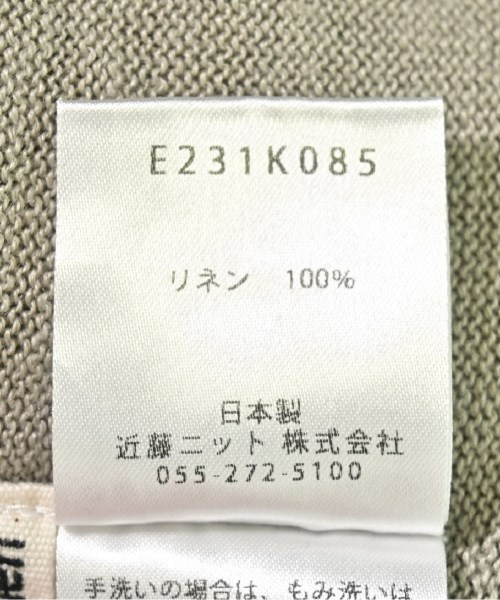 E231K085
リネン 100%
日本製
近藤ニット 株式会社
055-272-5100
手洗いの場合は、もみ洗いは